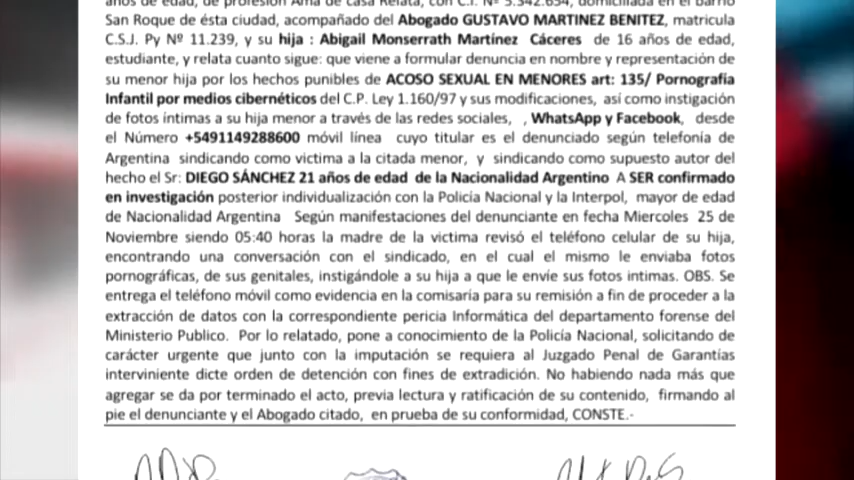 años de edad, de profesión Ama de casa Relata, con C.I. Nº 5.342.654, domiciliada en el Barrio
San Roque de ésta ciudad, acompañado del Abogado GUSTAVO MARTINEZ BENITEZ, matricula
C.S.J. Py Nº 11.239, y su hija : Abigail Monserrath Martínez Cáceres de 16 años de edad,
estudiante, y relata cuanto sigue: que viene a formular denuncia en nombre y representación de
su menor hija por los hechos punibles de ACOSO SEXUAL EN MENORES art: 135/ Pornografía
Infantil por medios cibernéticos del C.P. Ley 1.160/97 y sus modificaciones, así como instigación
de fotos íntimas a su hija menor a través de las redes sociales, , WhatsApp y Facebook, desde
el Número +5491149288600 móvil línea cuyo titular es el denunciado según telefonía de
Argentina sindicando como victima a la citada menor, y sindicando como supuesto autor del
hecho el Sr: DIEGO SÁNCHEZ 21 años de edad de la Nacionalidad Argentino A SER confirmado
en investigación posterior individualización con la Policía Nacional y la Interpol, mayor de edad
de Nacionalidad Argentina Según manifestaciones del denunciante en fecha Miercoles 25 de
Noviembre siendo 05:40 horas la madre de la victima revisó el teléfono celular de su hija,
encontrando una conversación con el sindicado, en el cual el mismo le enviaba fotos
pornográficas, de sus genitales, instigándole a su hija a que le envíe sus fotos intimas. OBS. Se
entrega el teléfono móvil como evidencia en la comisaría para su remisión a fin de proceder a la
extracción de datos con la correspondiente pericia Informática del departamento forense del
Ministerio Publico. Por lo relatado, pone a conocimiento de la Policía Nacional, solicitando de
carácter urgente que junto con la imputación se requiera al Juzgado Penal de Garantías
interviniente dicte orden de detención con fines de extradición. No habiendo nada más que
agregar se da por terminado el acto, previa lectura y ratificación de su contenido, firmando al
pie el denunciante y el Abogado citado, en prueba de su conformidad, CONSTE.-